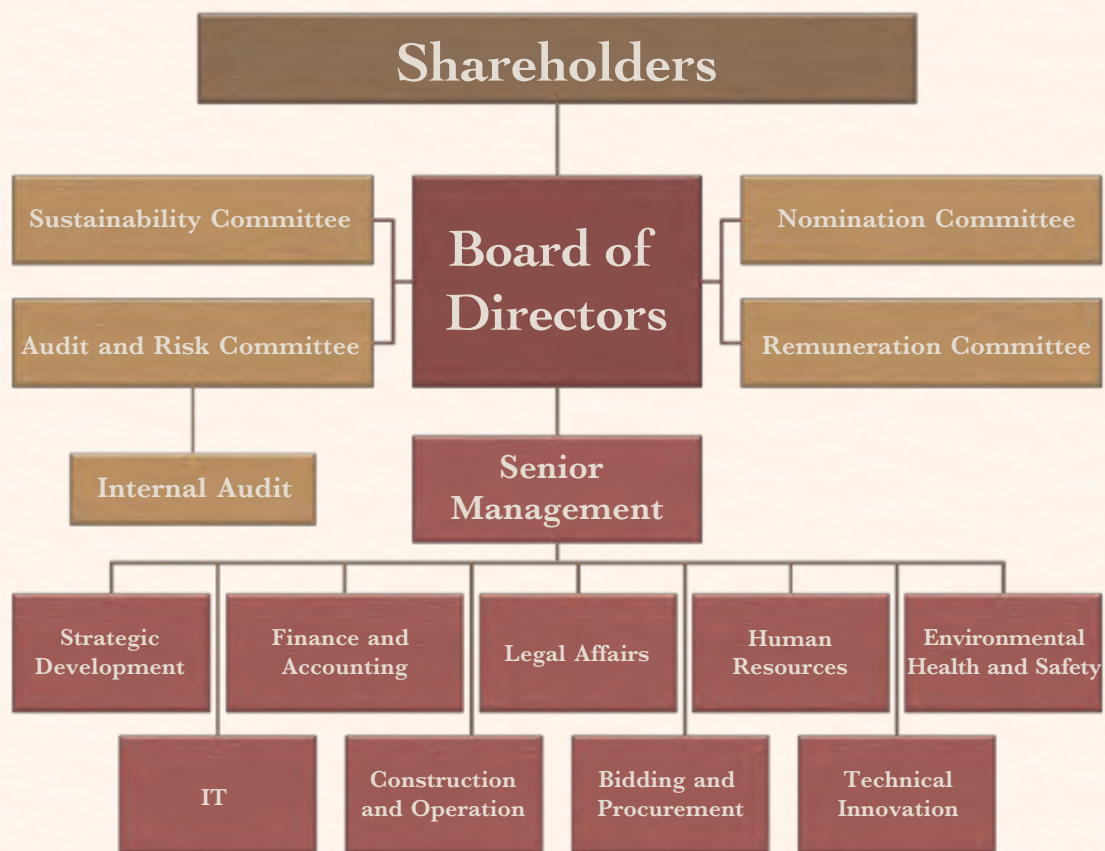 Shareholders
Sustainability Committee
Board of
Directors
Nomination Committee
Audit and Risk Committee
Remuneration Committee
Internal Audit
Senior
Management
Strategic
Development
Finance and
Accounting
Legal Affairs
Human
Resources
Environmental
Health and Safety
IT
Construction
and Operation
Bidding and
Procurement
Technical
Innovation